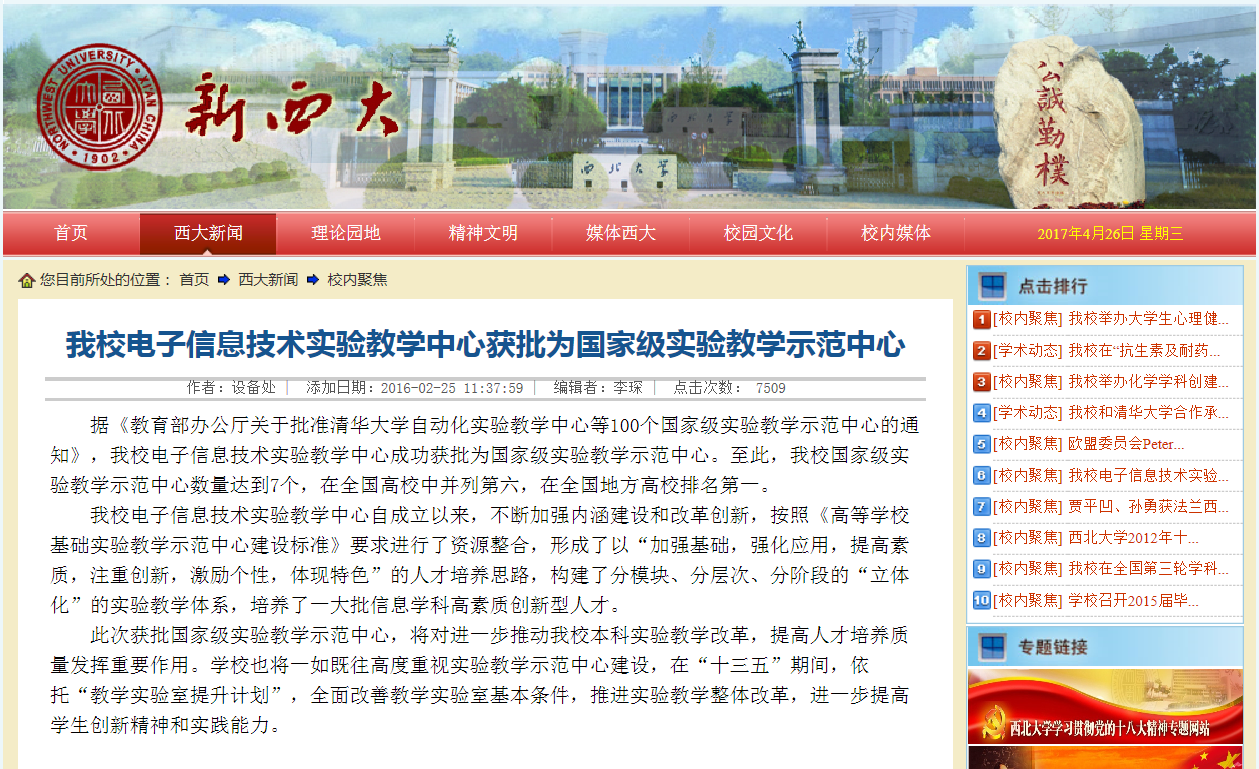 NORTHWEST UNIVERSITY · XI'AN CHINA
· 1902 ·
新西大
西北大学
公誠勤樸
首页 西大新闻 理论园地 精神文明 媒体西大 校园文化 校内媒体 2017年4月26日 星期三
您目前所处的位置： 首页 西大新闻 校内聚焦
我校电子信息技术实验教学中心获批为国家级实验教学示范中心
作者：设备处 | 添加日期：2016-02-25 11:37:59 | 编辑者：李琛 | 点击次数： 7509
据《教育部办公厅关于批准清华大学自动化实验教学中心等100个国家级实验教学示范中心的通
知》，我校电子信息技术实验教学中心成功获批为国家级实验教学示范中心。至此，我校国家级实
验教学示范中心数量达到7个，在全国高校中并列第六，在全国地方高校排名第一。
我校电子信息技术实验教学中心自成立以来，不断加强内涵建设和改革创新，按照《高等学校
基础实验教学示范中心建设标准》要求进行了资源整合，形成了以“加强基础，强化应用，提高素
质，注重创新，激励个性，体现特色”的人才培养思路，构建了分模块、分层次、分阶段的“立体
化”的实验教学体系，培养了一大批信息学科高素质创新型人才。
此次获批国家级实验教学示范中心，将对进一步推动我校本科实验教学改革，提高人才培养质
量发挥重要作用。学校也将一如既往高度重视实验教学示范中心建设，在“十三五”期间，依
托“教学实验室提升计划”，全面改善教学实验室基本条件，推进实验教学整体改革，进一步提高
学生创新精神和实践能力。
点击排行
1 [校内聚焦] 我校举办大学生心理健...
2 [学术动态] 我校在“抗生素及耐药...
3 [校内聚焦] 我校举办化学学科创建...
4 [学术动态] 我校和清华大学合作承...
5 [校内聚焦] 欧盟委员会Peter...
6 [校内聚焦] 我校电子信息技术实验...
7 [校内聚焦] 贾平凹、孙勇获法兰西...
8 [校内聚焦] 西北大学2012年十...
9 [校内聚焦] 我校在全国第三轮学科...
10 [校内聚焦] 学校召开2015届毕...
专题链接
西北大学学习贯彻党的十八大精神专题网站